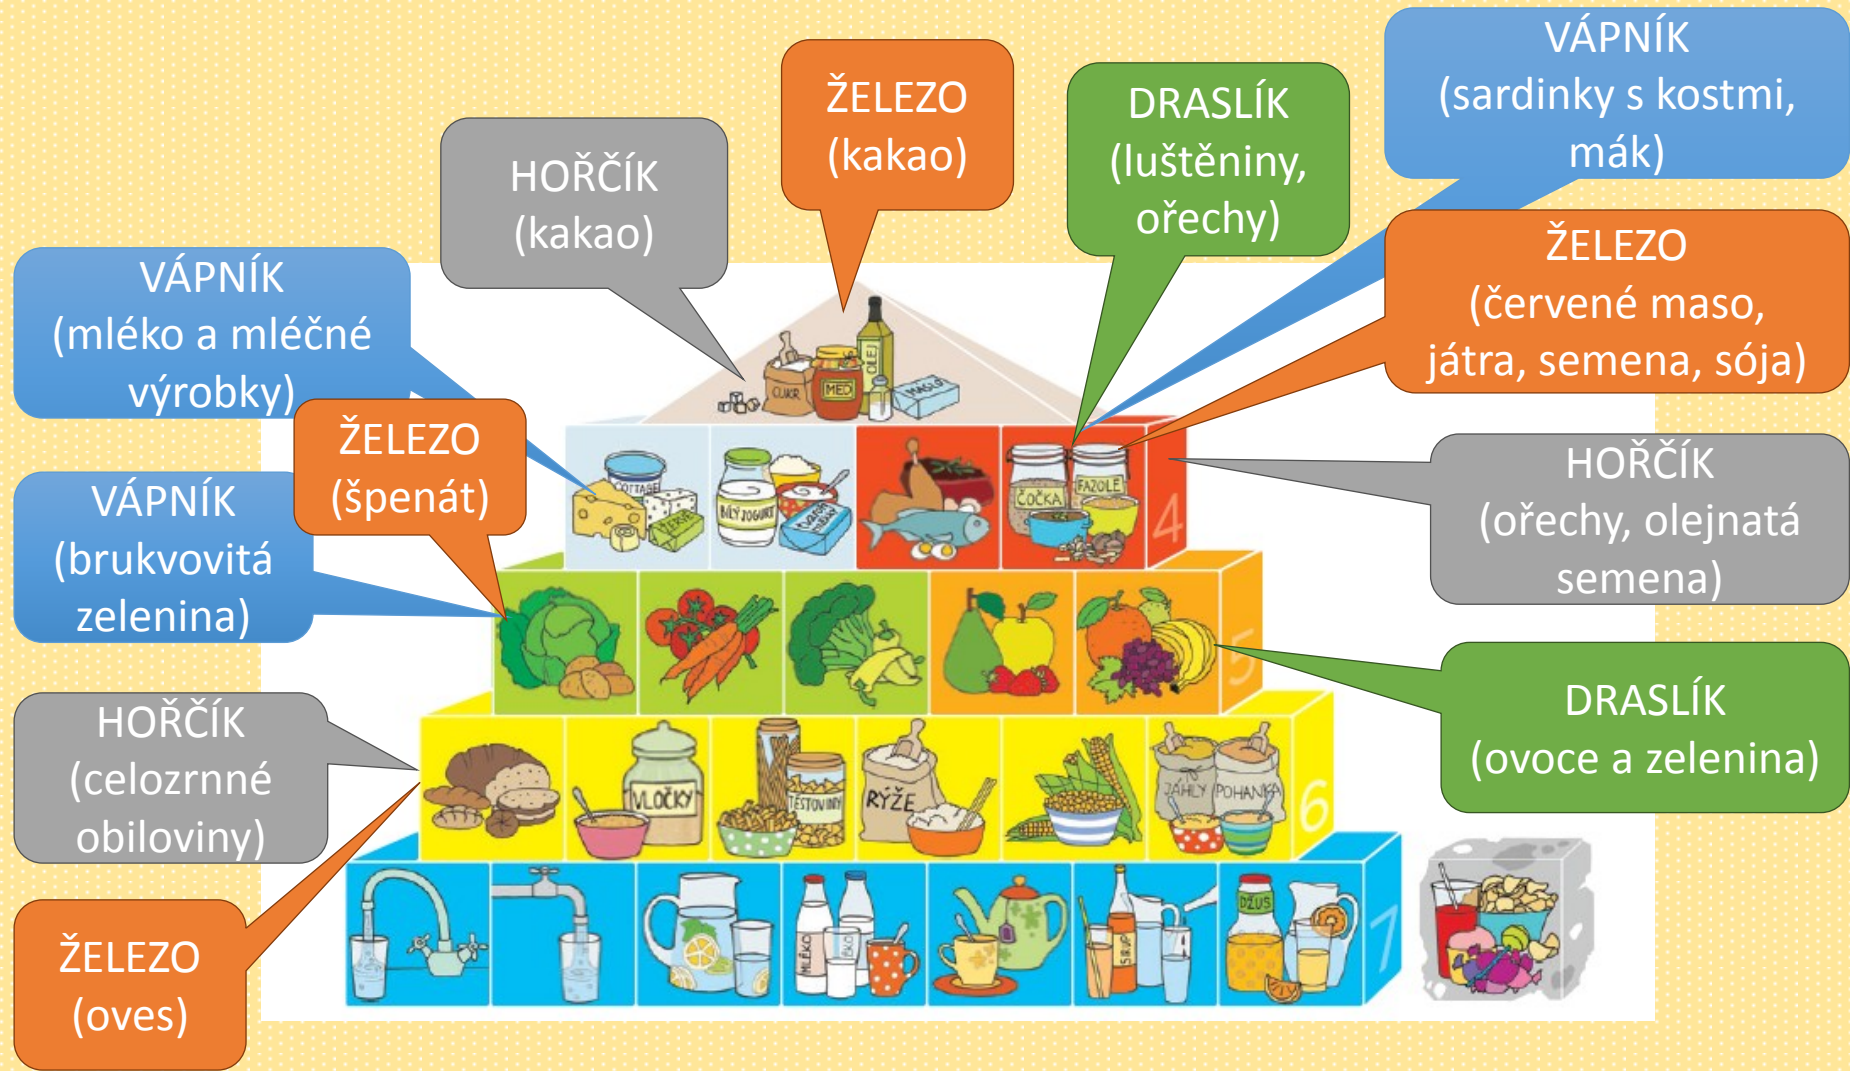 VÁPNÍK
(sardinky s kostmi,
mák)
ŽELEZO
(kakao)
DRASLÍK
(luštěniny,
ořechy)
HOŘČÍK
(kakao)
ŽELEZO
(červené maso,
játra, semena, sója)
VÁPNÍK
(mléko a mléčné
výrobky)
ŽELEZO
(špenát)
HOŘČÍK
(ořechy, olejnatá
semena)
VÁPNÍK
(brukvovitá
zelenina)
DRASLÍK
(ovoce a zelenina)
HOŘČÍK
(celozrnné
obiloviny)
ŽELEZO
(oves)
OLEJ
CUKR
MED
MÁSLO
COTTAGE
ŽERVÉ
BÍLÝ JOGURT
ČOČKA
FAZOLE
4
5
VLOČKY
TĚSTOVINY
RÝŽE
JÁHLY
POHANKA
6
MLÉKO
SIRUP
DŽUS
7